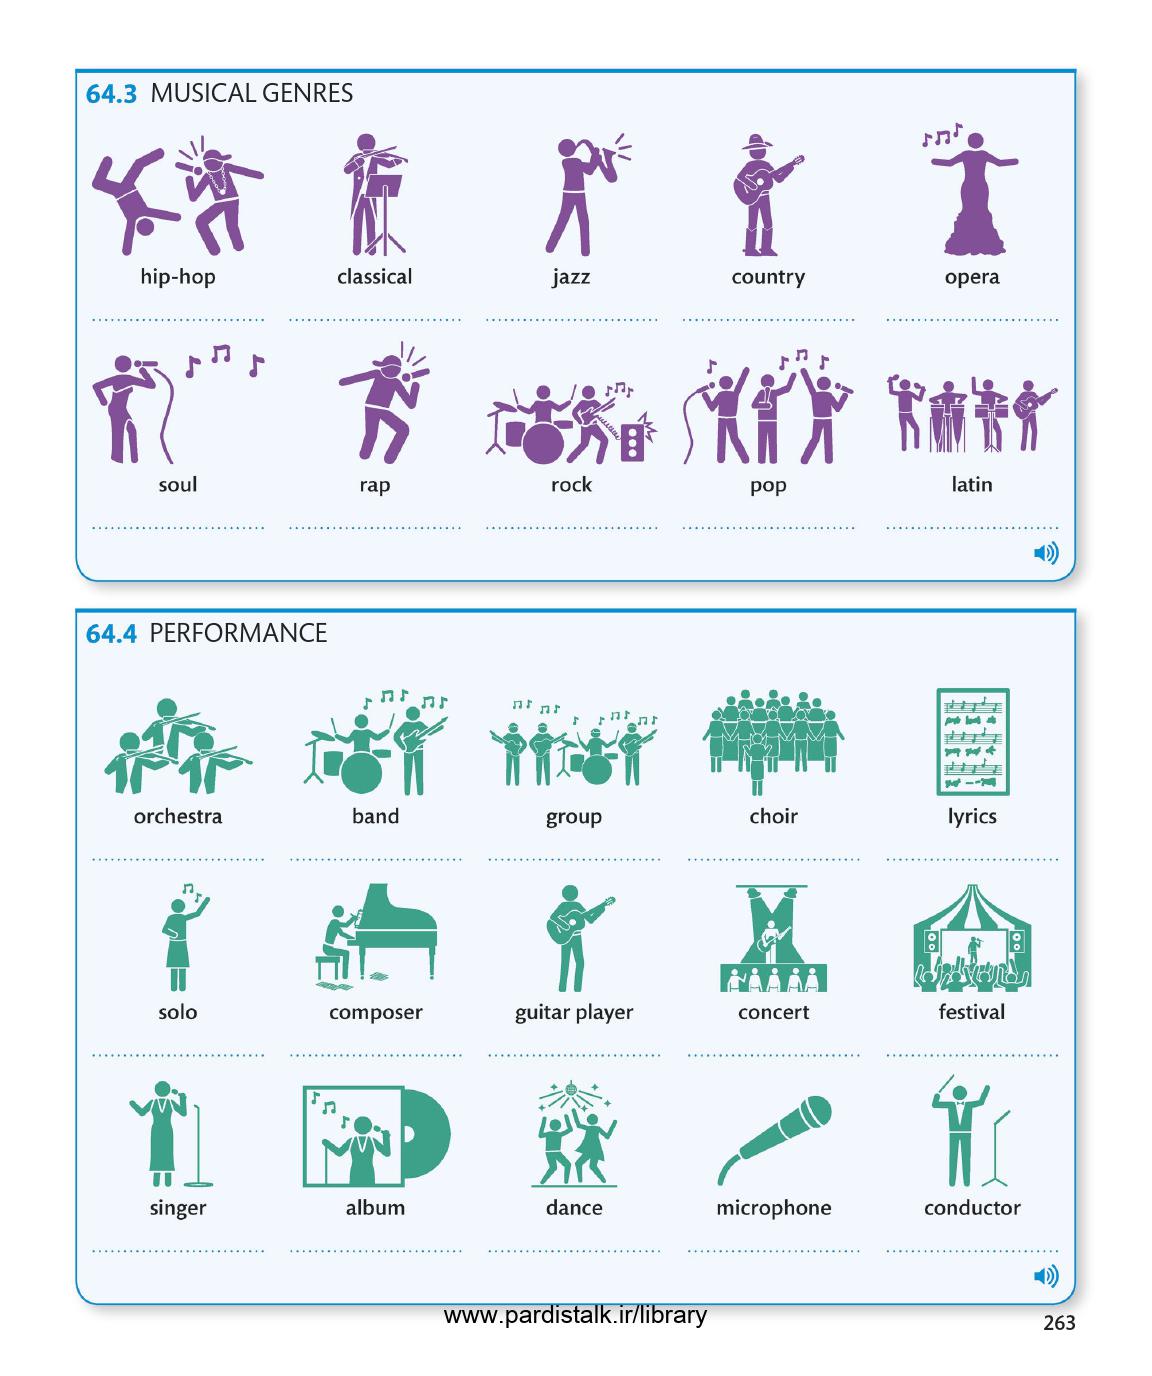 64.3 MUSICAL GENRES
hip-hop classical jazz country opera
soul rap rock pop latin
64.4 PERFORMANCE
orchestra band group choir lyrics
solo composer guitar player concert festival
singer album dance microphone conductor
www.pardistalk.ir/library
263